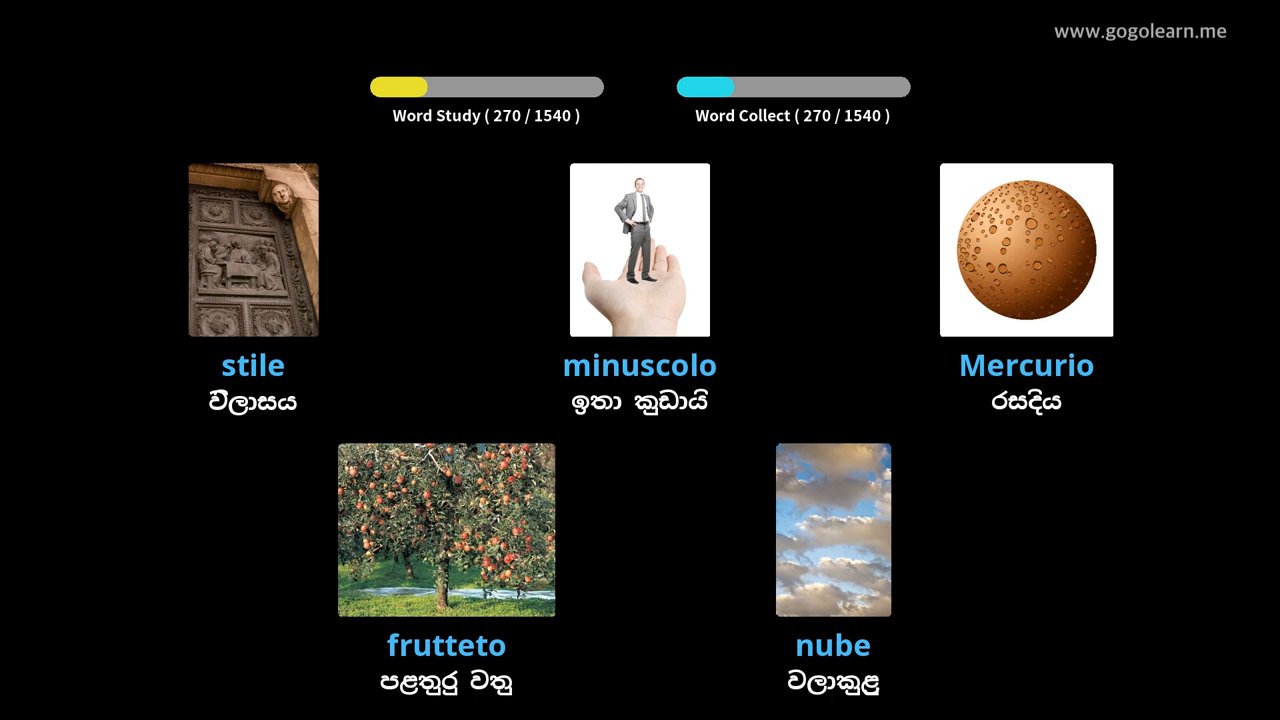 www.gogolearn.me
Word Study ( 270 / 1540 )
Word Collect ( 270 / 1540 )
stile
විලාසය
minuscolo
ඉතා කුඩායි
Mercurio
රසදිය
frutteto
පළතුරු වතු
nube
වලාකුළු